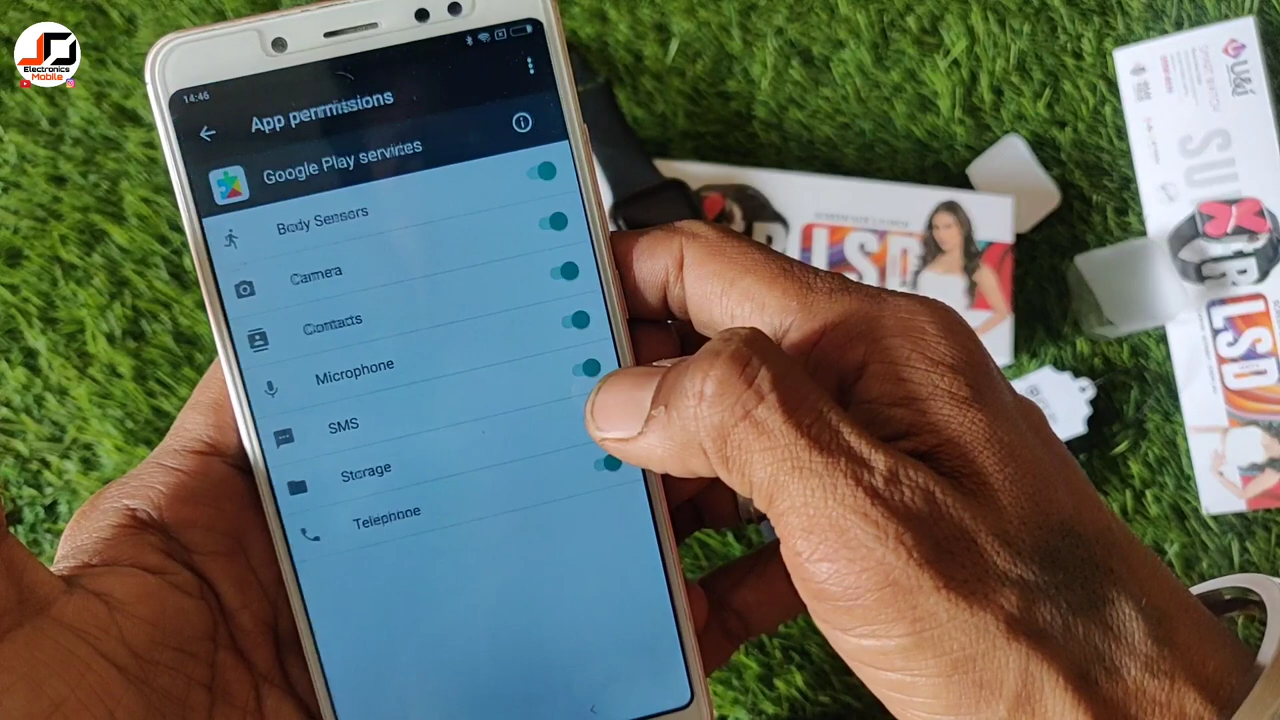 JD
Electronics
Mobile
14:46
App permissions
Google Play services
Body Sensors
Camera
Contacts
Microphone
SMS
Storage
Telephone
LSD
U&i
LSD